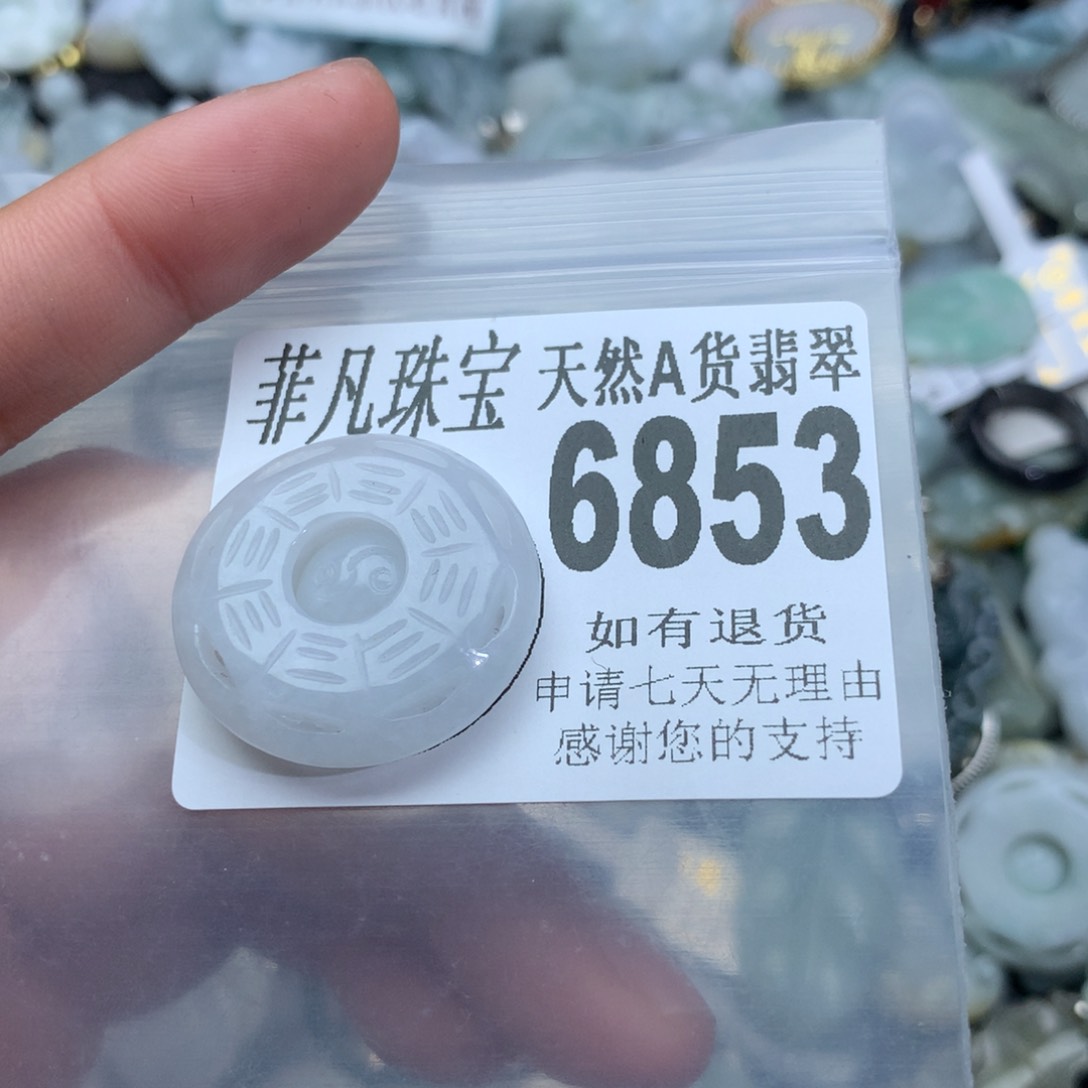 菲凡珠宝 天然A货翡翠
6853
如有退货
申请七天无理由
感谢您的支持